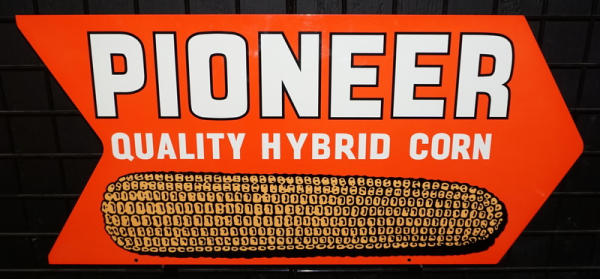 PIONEER
QUALITY HYBRID CORN